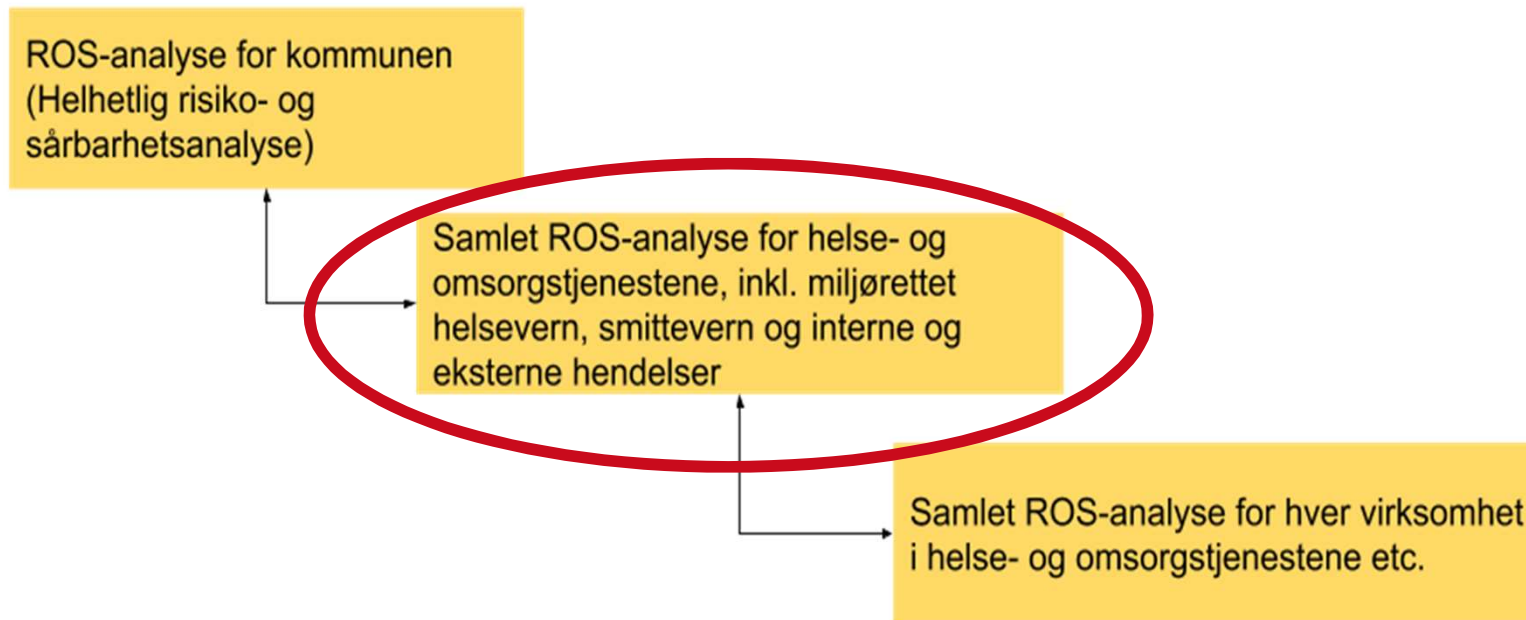 ROS-analyse for kommunen
(Helhetlig risiko- og
sårbarhetsanalyse)
Samlet ROS-analyse for helse- og
omsorgstjenestene, inkl. miljørettet
helsevern, smittevern og interne og
eksterne hendelser
Samlet ROS-analyse for hver virksomhet
i helse- og omsorgstjenestene etc.